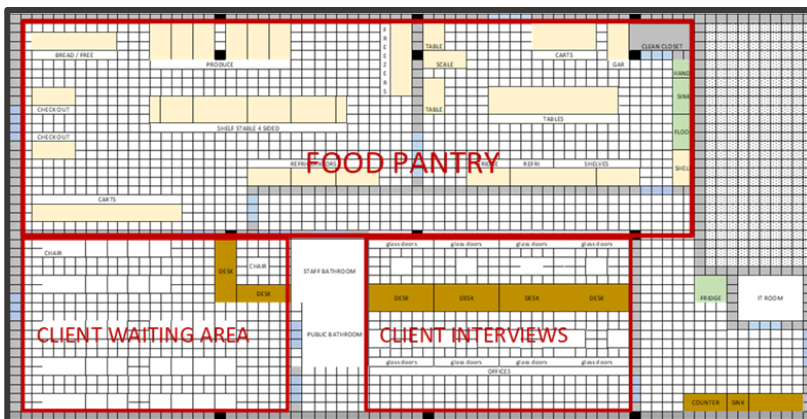 BREAD / FREE
PRODUCE
FREEZERS
TABLE
CARTS
GAR
CLEAN CLOSET
SCALE
HAND
SINK
CHECKOUT
TABLE
TABLES
CHECKOUT
SHELF STABLE 4 SIDED
FLOO
FOOD PANTRY
REFRI
SHELVES
SHEL
CARTS
CHAIR
DESK
CHAIR
DESK
STAFF BATHROOM
glass doors
glass doors
glass doors
glass doors
DESK
DESK
DESK
DESK
FRIDGE
IT ROOM
CLIENT WAITING AREA
PUBLIC BATHROOM
CLIENT INTERVIEWS
glass doors
glass doors
glass doors
glass doors
OFFICES
COUNTER
SINK